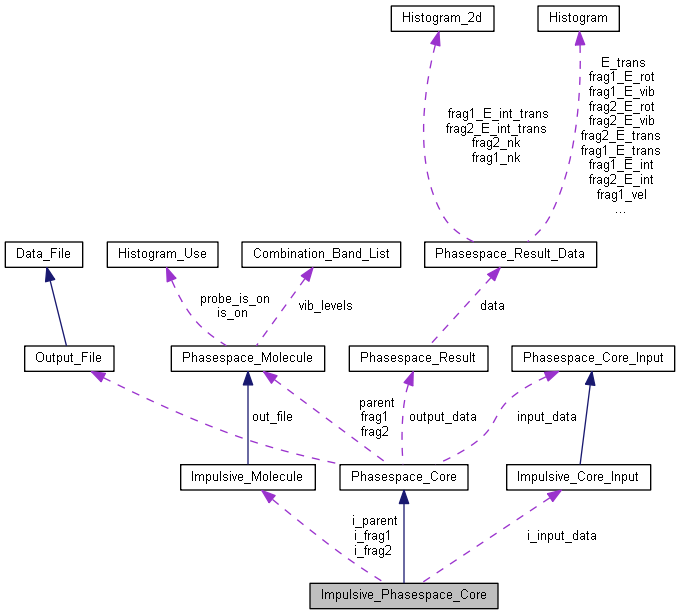 Histogram_2d
Histogram
E_trans
frag1_E_rot
frag1_E_vib
frag2_E_rot
frag2_E_vib
frag2_E_trans
frag1_E_trans
frag1_E_int
frag2_E_int
frag1_vel
...
frag1_E_int_trans
frag2_E_int_trans
frag2_nk
frag1_nk
Data_File
Histogram_Use
Combination_Band_List
Phasespace_Result_Data
probe_is_on
is_on
vib_levels
data
Output_File
Phasespace_Molecule
Phasespace_Result
Phasespace_Core_Input
out_file
parent
frag1
frag2
output_data
input_data
Impulsive_Molecule
Phasespace_Core
Impulsive_Core_Input
i_parent
i_frag1
i_frag2
i_input_data
Impulsive_Phasespace_Core